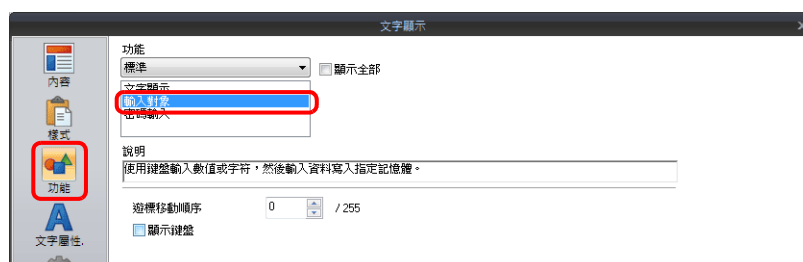 文字顯示
功能
標準
顯示全部
內容
文字顯示
輸入對象
密碼輸入
樣式
說明
使用鍵盤輸入數值或字符，然後輸入資料寫入指定記憶體。
功能
遊標移動順序 0 / 255
顯示鍵盤
文字屬性.